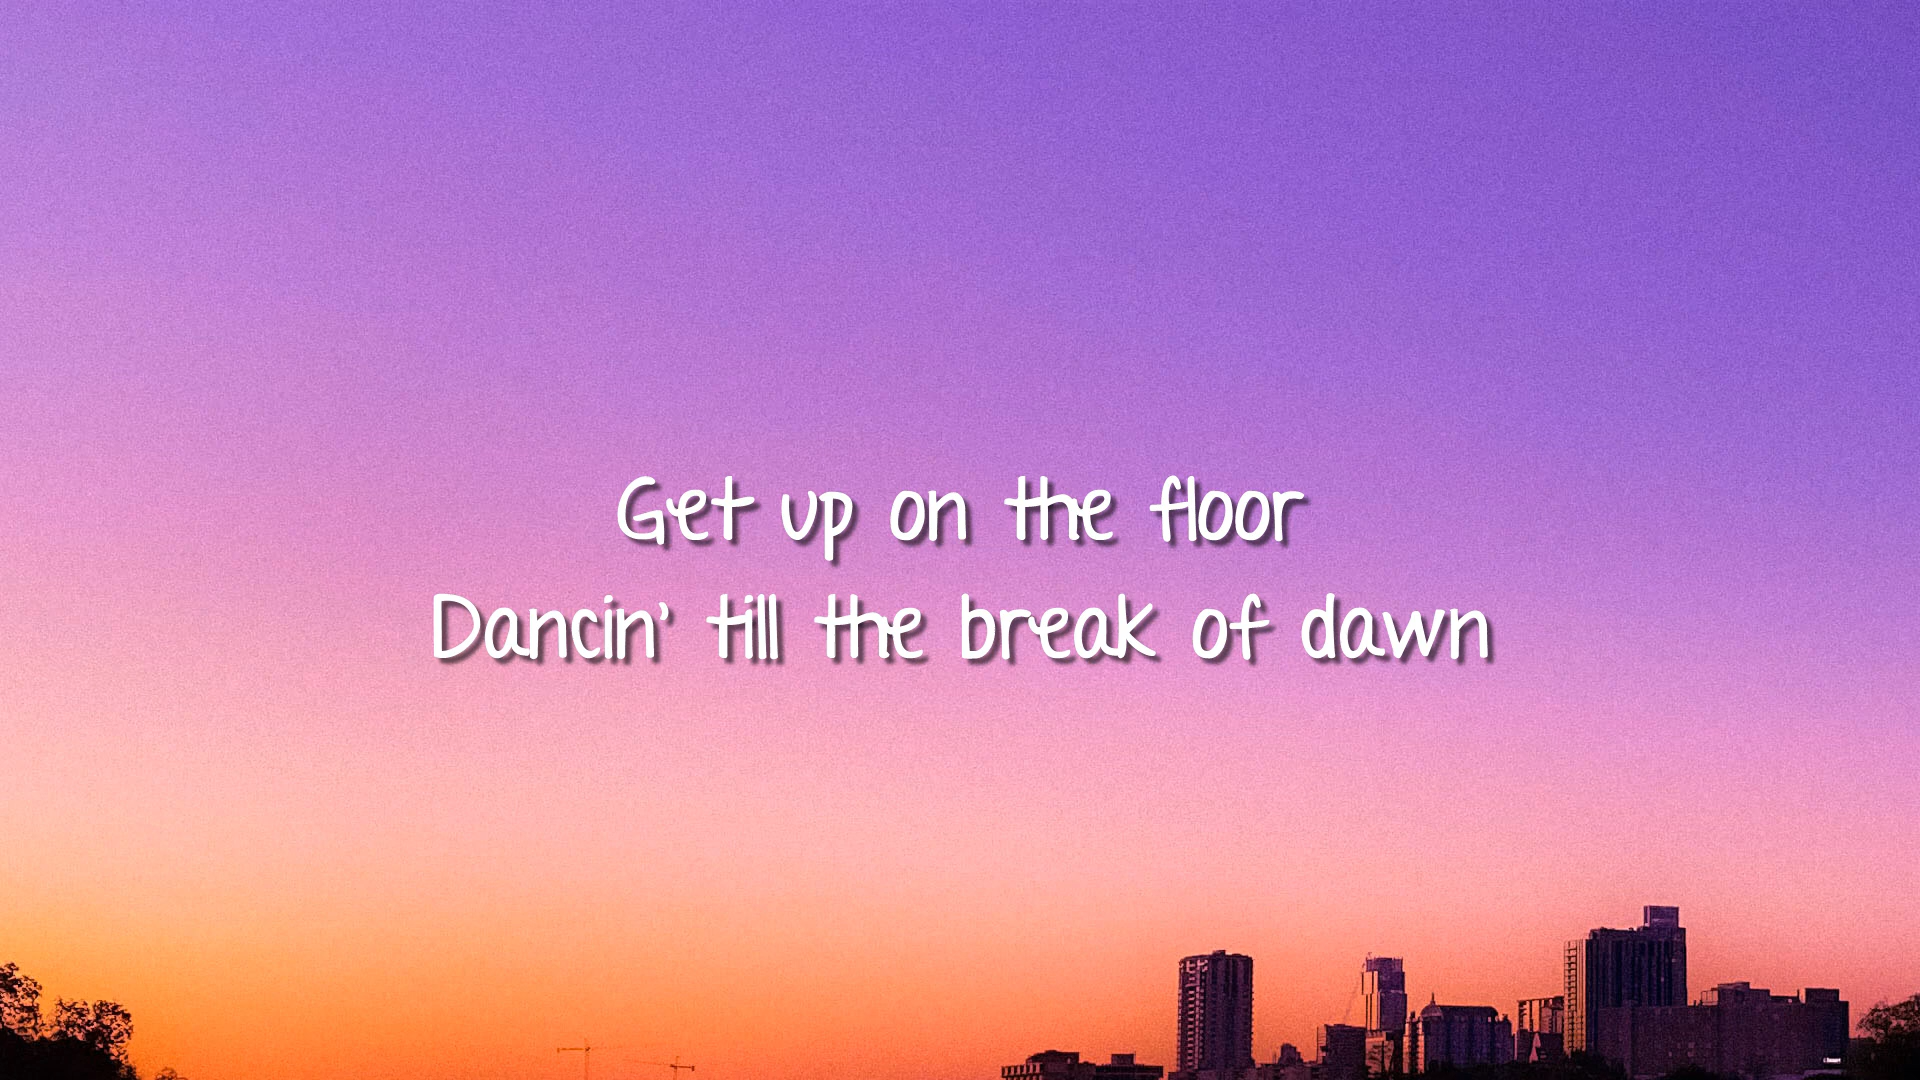 Get up on the floor
Dancin' till the break of dawn